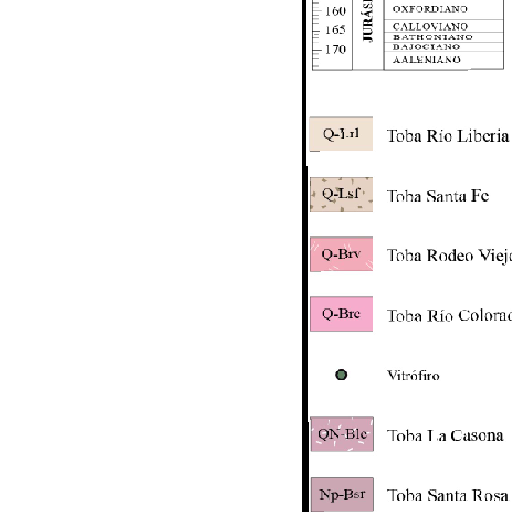 160
OXFORDIANO
165
CALLOVIANO
BATHONIANO
170
BAJOCIANO
AALENIANO
Q-Lrl Toba Río Liberia
Q-Lsf Toba Santa Fe
Q-Brv Toba Rodeo Viejo
Q-Brc Toba Río Colorad
Vitrófiro
QN-Blc Toba La Casona
Np-Bsr Toba Santa Rosa